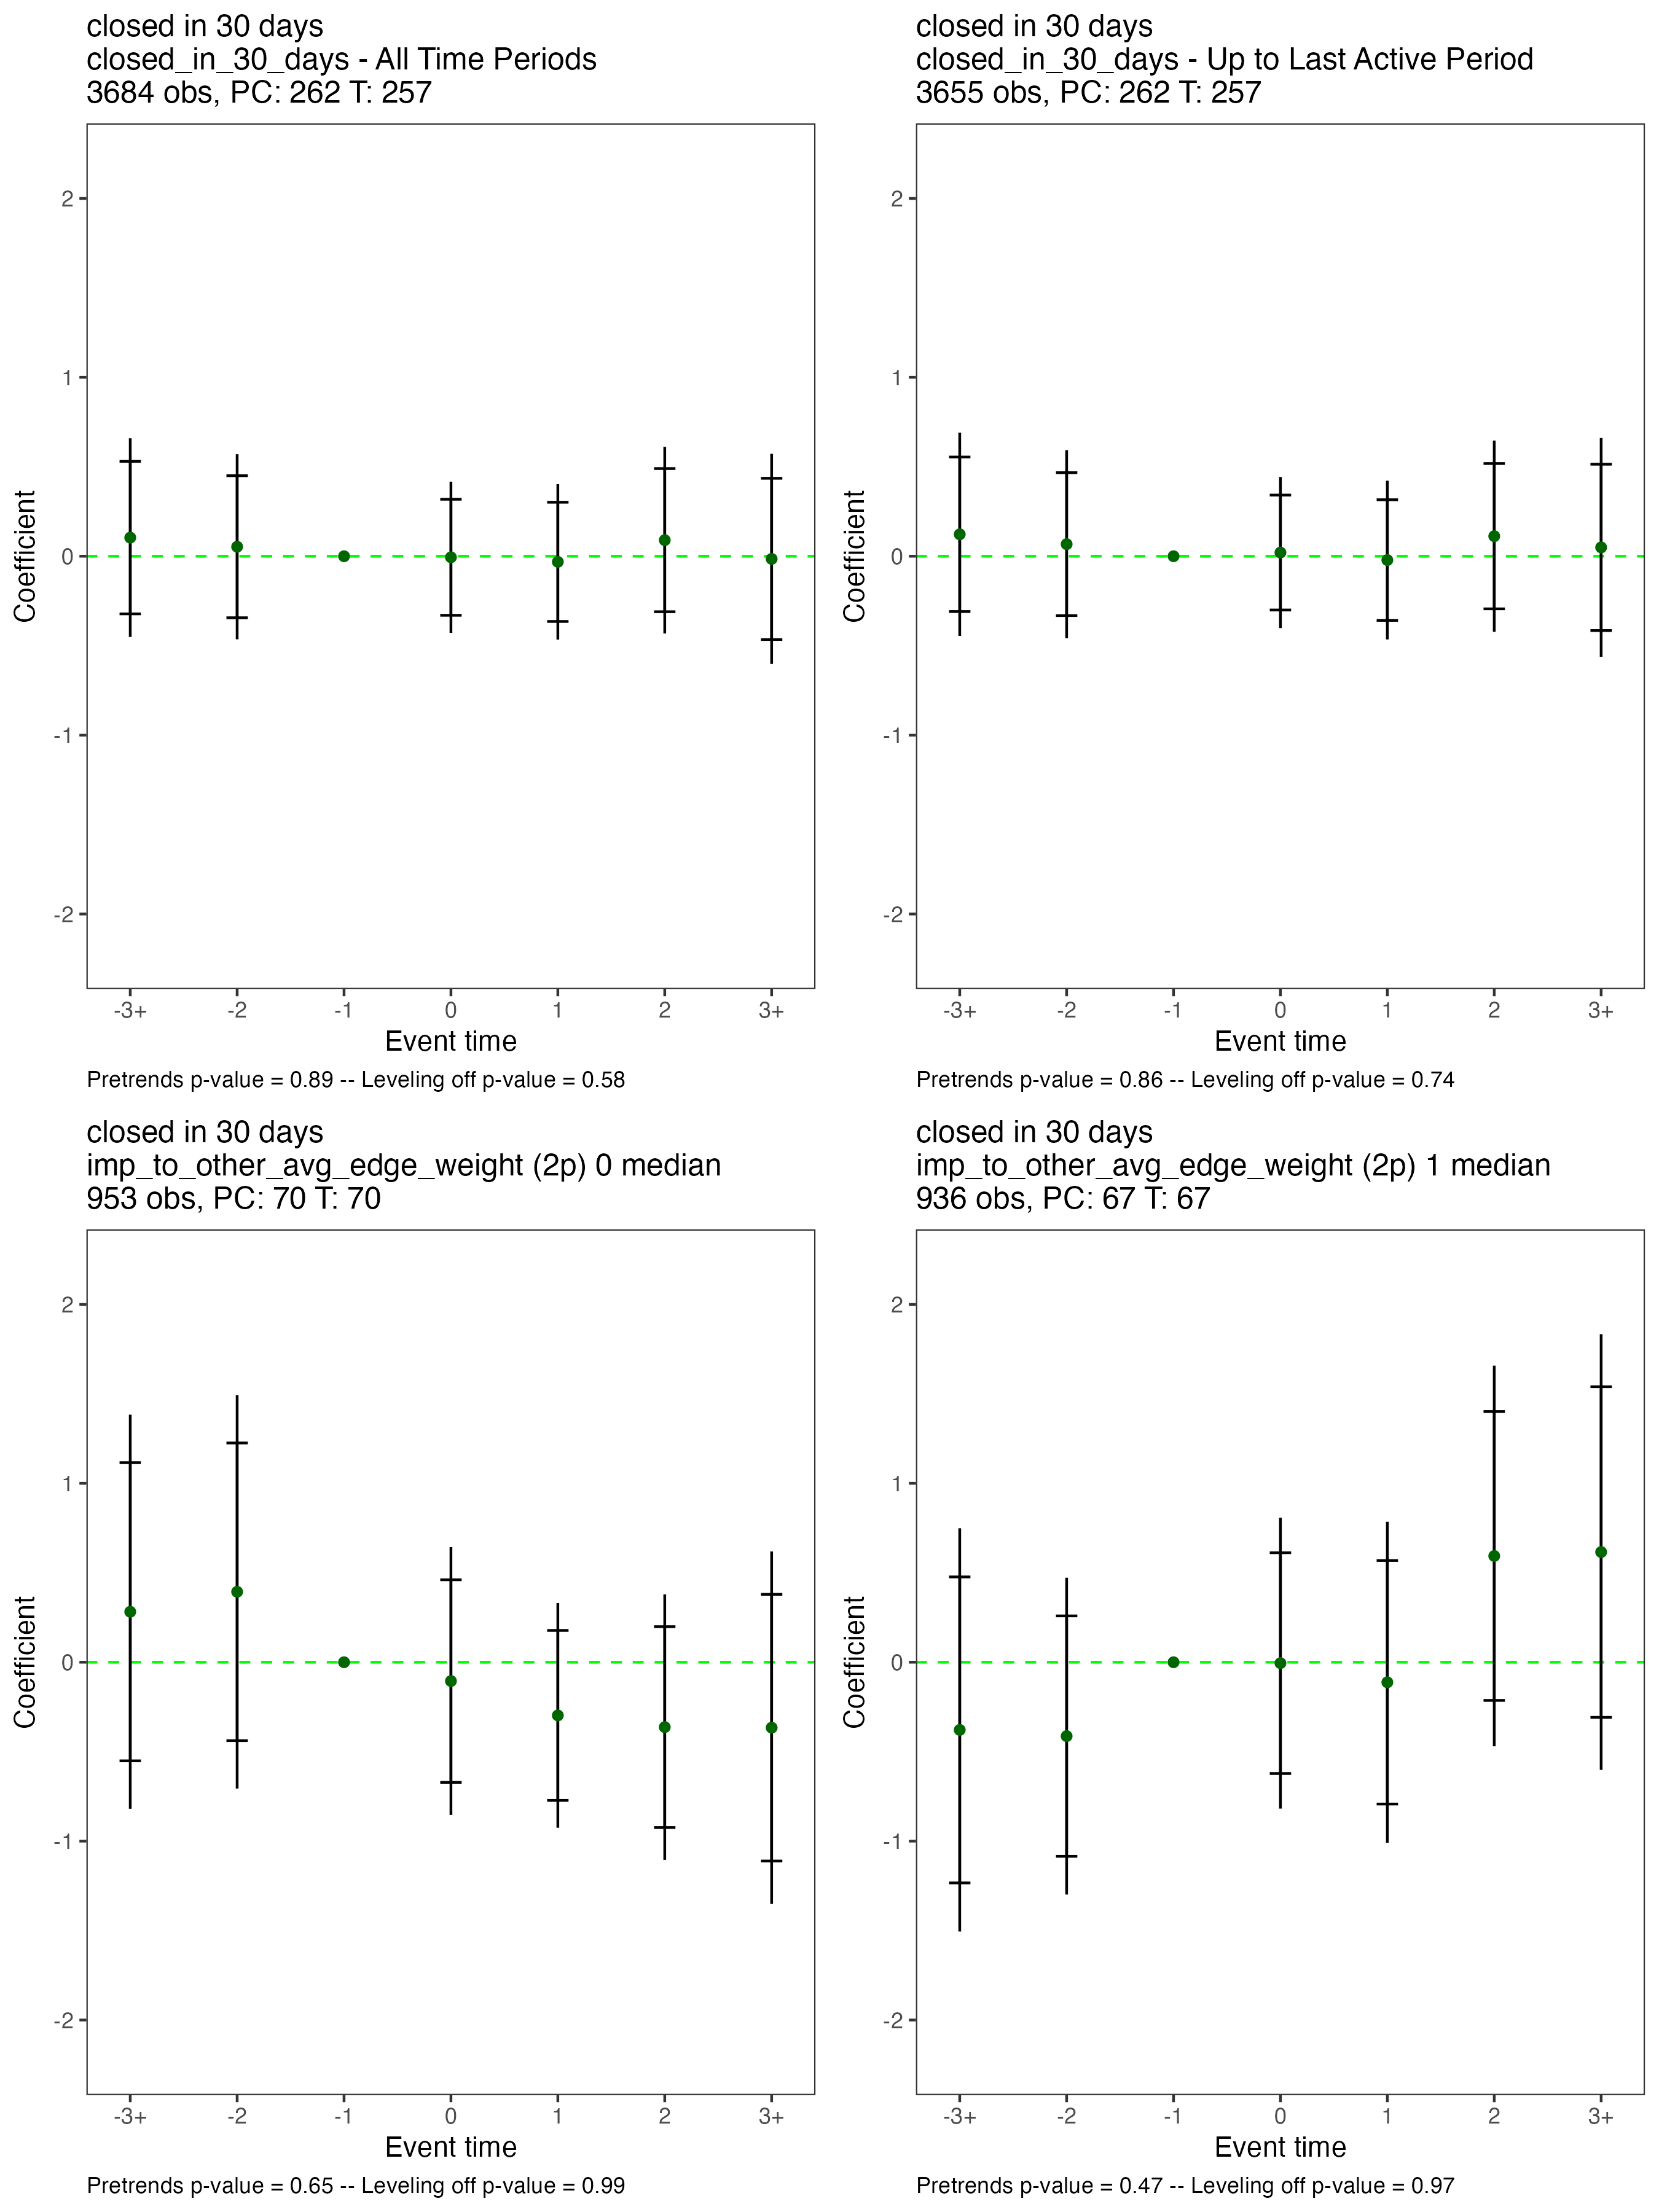 closed in 30 days
closed_in_30_days - All Time Periods
3684 obs, PC: 262 T: 257
2
1
0
-1
-2
Coefficient
-3+ -2 -1 0 1 2 3+
Event time
Pretrends p-value = 0.89 -- Leveling off p-value = 0.58
closed in 30 days
closed_in_30_days - Up to Last Active Period
3655 obs, PC: 262 T: 257
2
1
0
-1
-2
Coefficient
-3+ -2 -1 0 1 2 3+
Event time
Pretrends p-value = 0.86 -- Leveling off p-value = 0.74
closed in 30 days
imp_to_other_avg_edge_weight (2p) 0 median
953 obs, PC: 70 T: 70
2
1
0
-1
-2
Coefficient
-3+ -2 -1 0 1 2 3+
Event time
Pretrends p-value = 0.65 -- Leveling off p-value = 0.99
closed in 30 days
imp_to_other_avg_edge_weight (2p) 1 median
936 obs, PC: 67 T: 67
2
1
0
-1
-2
Coefficient
-3+ -2 -1 0 1 2 3+
Event time
Pretrends p-value = 0.47 -- Leveling off p-value = 0.97